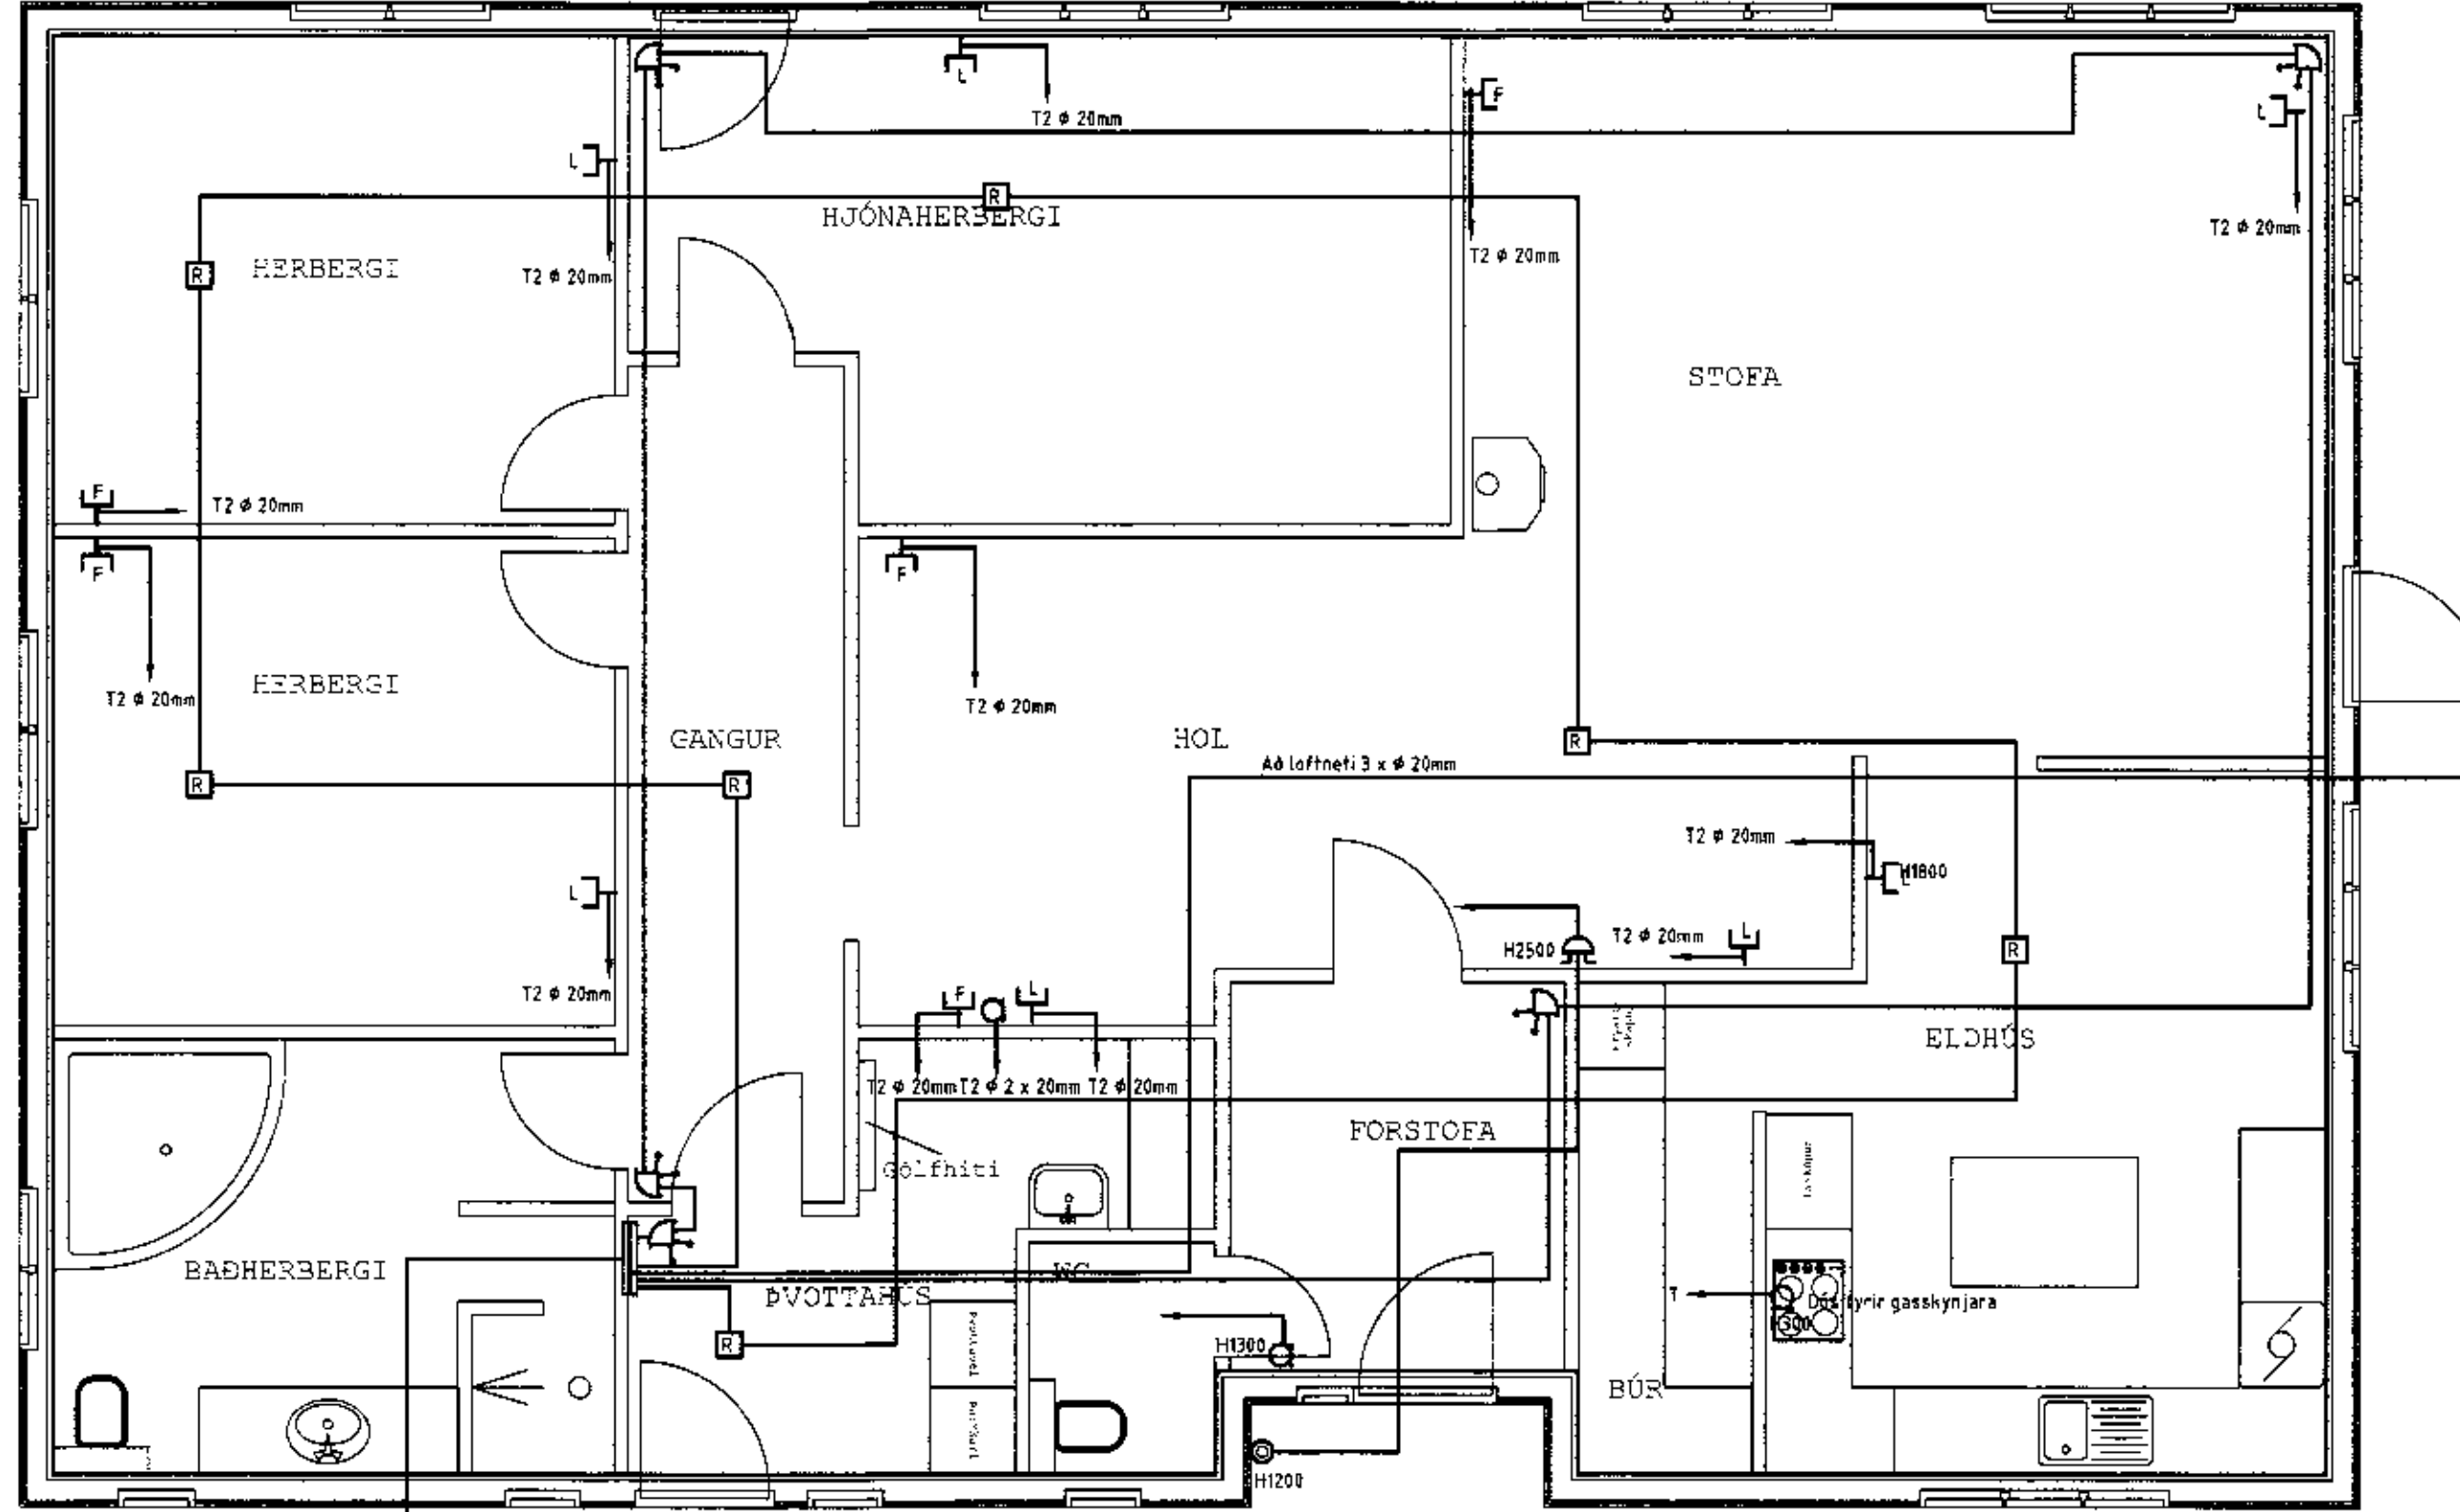 L
T2 ⌀ 20mm
F
L
L
R
HJÓNAHERBERGI
T2 ⌀ 20mm
R
HERBERGI
T2 ⌀ 20mm
T2 ⌀ 20mm
STOFA
F
T2 ⌀ 20mm
F
F
HERBERGI
T2 ⌀ 20mm
T2 ⌀ 20mm
GANGUR
HOL
R
Að loftneti 3 x ⌀ 20mm
R
R
T2 ⌀ 20mm
H1800
L
T2 ⌀ 20mm
L
H2500
R
T2 ⌀ 20mm
F
L
ELDHÚS
T2 ⌀ 20mm
T2 ⌀ 2 x 20mm
T2 ⌀ 20mm
FORSTOFA
Gólfhiti
BAÐHERBERGI
WC
ÞVOTTAHÚS
T
Dós fyrir gasskynjara
H300
R
H1300
BÚR
H1200